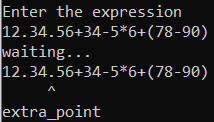 Enter the expression
12.34.56+34-5*6+(78-90)
waiting...
12.34.56+34-5*6+(78-90)
     ^
extra_point